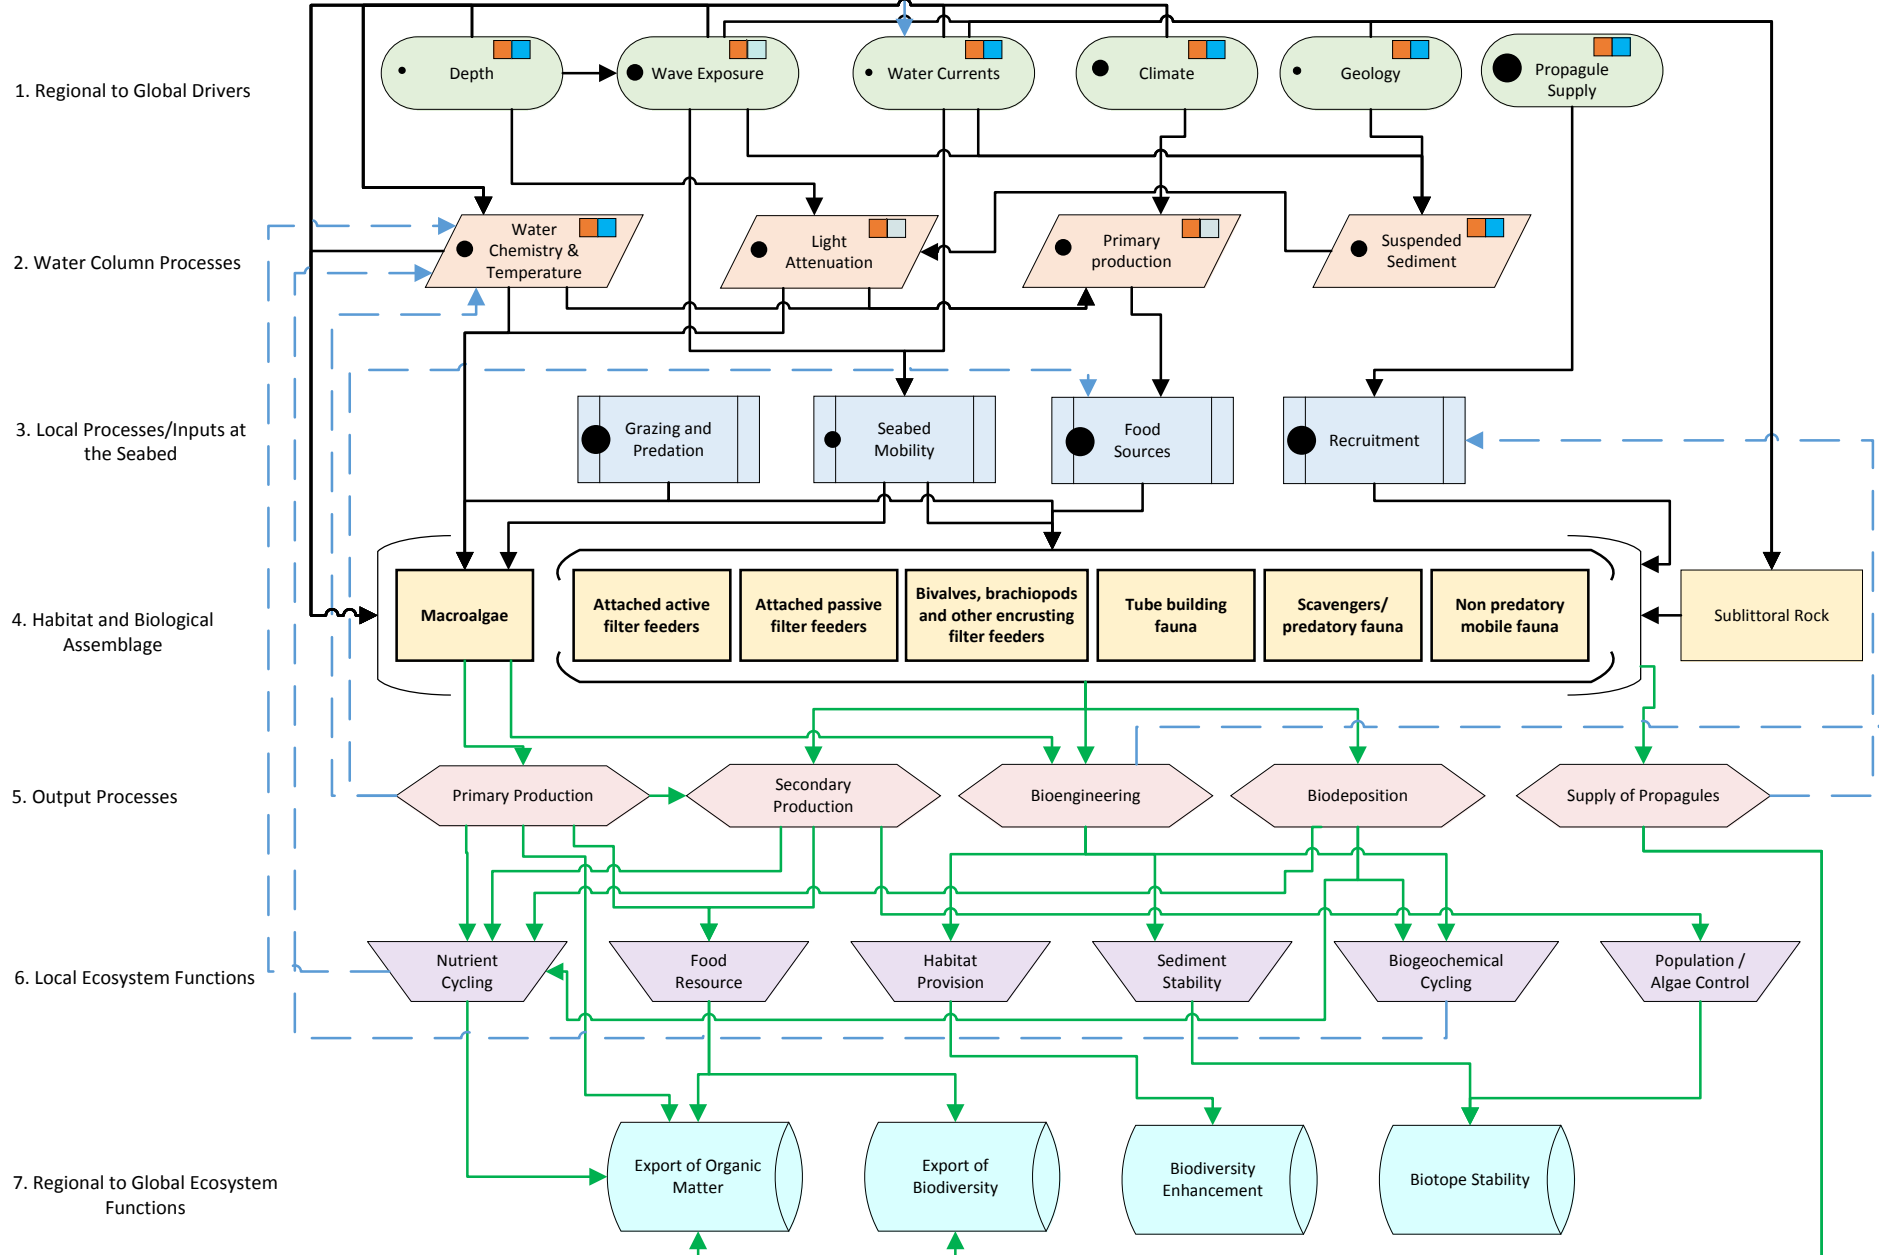 1. Regional to Global Drivers
Depth
Wave Exposure
Water Currents
Climate
Geology
Propagule
Supply
2. Water Column Processes
Water
Chemistry &
Temperature
Light
Attenuation
Primary
production
Suspended
Sediment
3. Local Processes/Inputs at
the Seabed
Grazing and
Predation
Seabed
Mobility
Food
Sources
Recruitment
4. Habitat and Biological
Assemblage
Macroalgae
Attached active
filter feeders
Attached passive
filter feeders
Bivalves, brachiopods
and other encrusting
filter feeders
Tube building
fauna
Scavengers/
predatory fauna
Non predatory
mobile fauna
Sublittoral Rock
5. Output Processes
Primary Production
Secondary
Production
Bioengineering
Biodeposition
Supply of Propagules
6. Local Ecosystem Functions
Nutrient
Cycling
Food
Resource
Habitat
Provision
Sediment
Stability
Biogeochemical
Cycling
Population /
Algae Control
7. Regional to Global Ecosystem
Functions
Export of Organic
Matter
Export of
Biodiversity
Biodiversity
Enhancement
Biotope Stability